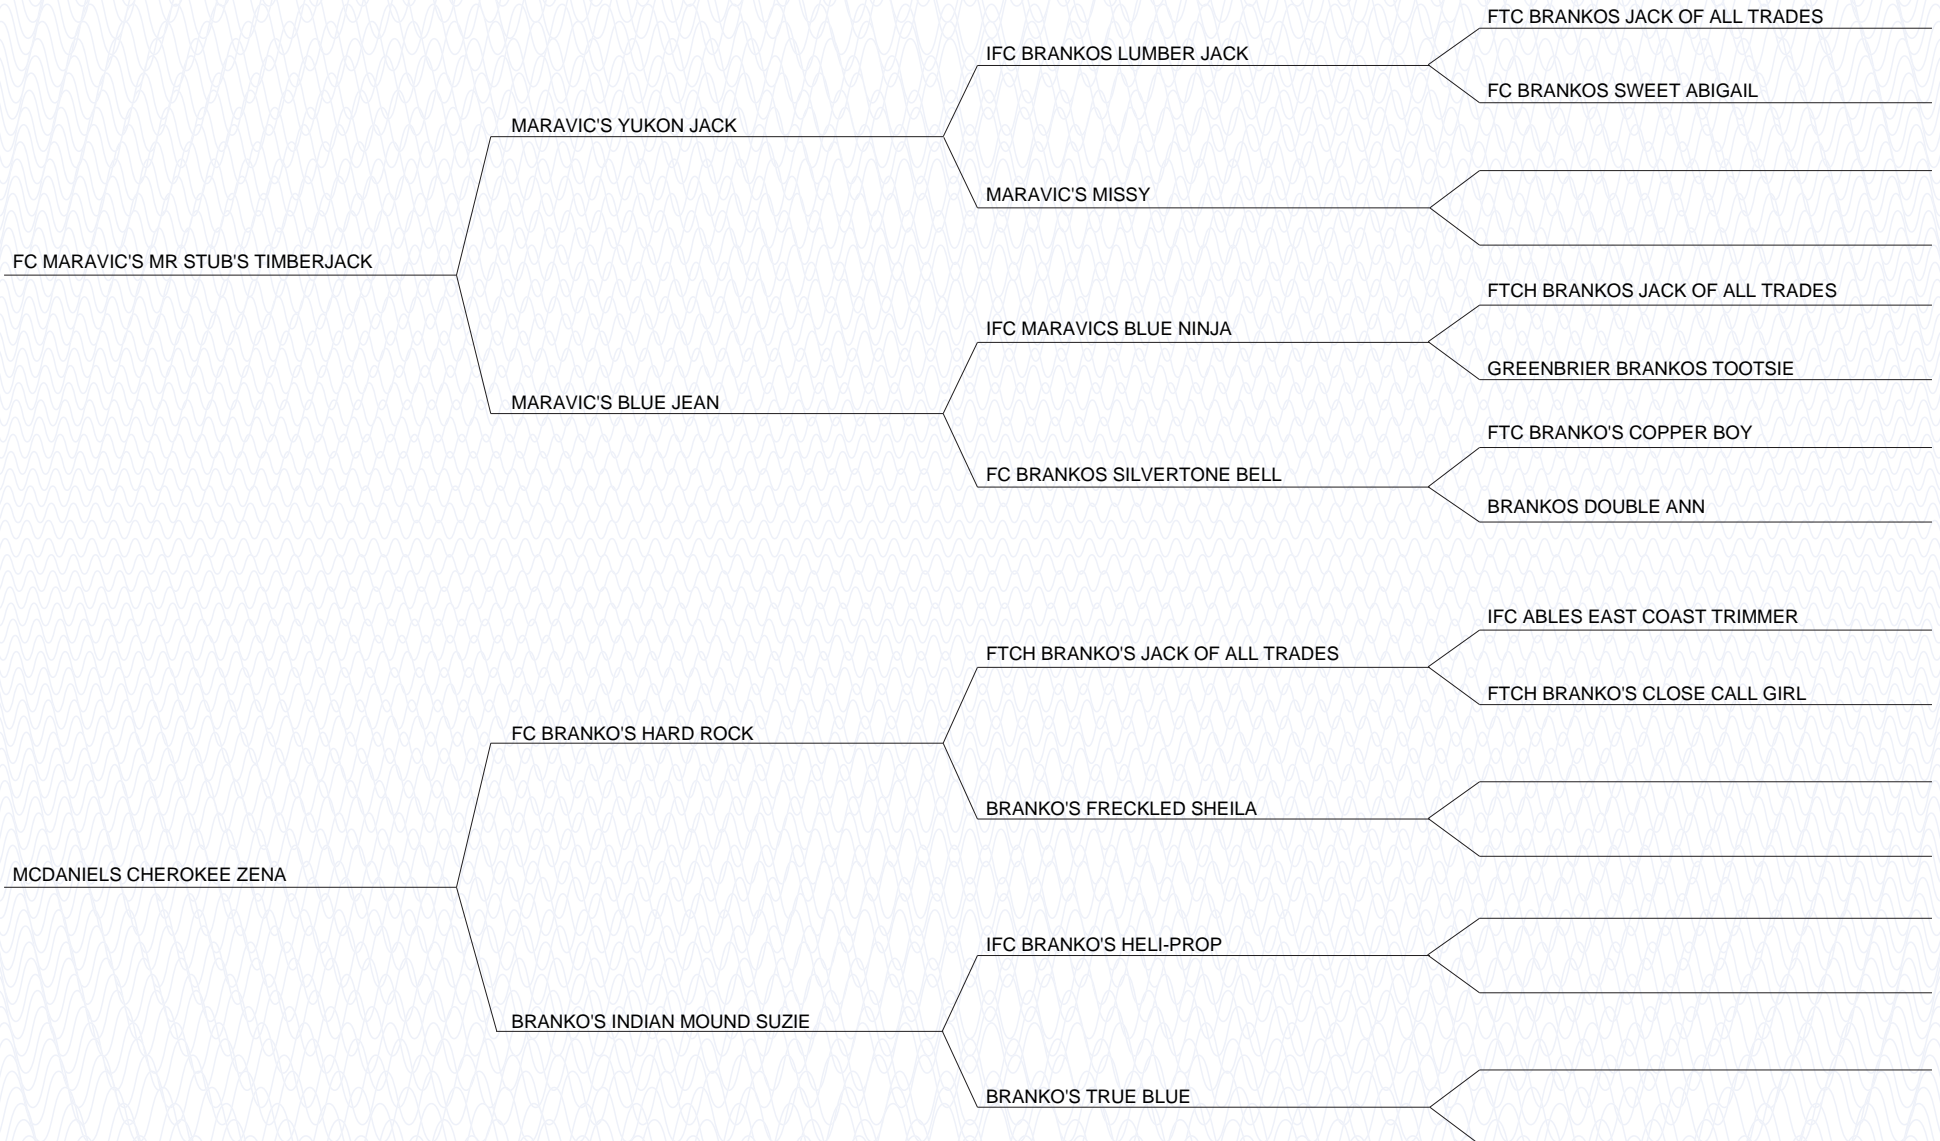 FTC BRANKOS JACK OF ALL TRADES
IFC BRANKOS LUMBER JACK
FC BRANKOS SWEET ABIGAIL
MARAVIC'S YUKON JACK
MARAVIC'S MISSY
FC MARAVIC'S MR STUB'S TIMBERJACK
FTCH BRANKOS JACK OF ALL TRADES
IFC MARAVICS BLUE NINJA
GREENBRIER BRANKOS TOOTSIE
MARAVIC'S BLUE JEAN
FTC BRANKO'S COPPER BOY
FC BRANKOS SILVERTONE BELL
BRANKOS DOUBLE ANN
IFC ABLES EAST COAST TRIMMER
FTCH BRANKO'S JACK OF ALL TRADES
FTCH BRANKO'S CLOSE CALL GIRL
FC BRANKO'S HARD ROCK
BRANKO'S FRECKLED SHEILA
MCDANIELS CHEROKEE ZENA
IFC BRANKO'S HELI-PROP
BRANKO'S INDIAN MOUND SUZIE
BRANKO'S TRUE BLUE